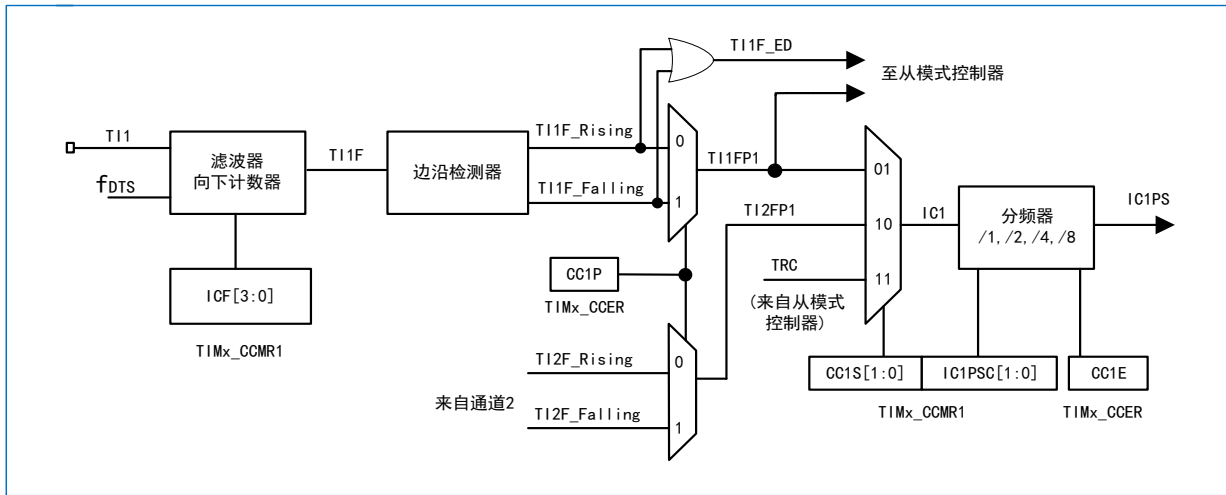 TI1F_ED
至从模式控制器
TI1
fDTS
滤波器
向下计数器
TI1F
边沿检测器
TI1F_Rising
TI1F_Falling
0
1
TI1FP1
TI2FP1
TRC
(来自从模式
控制器)
01
10
11
IC1
分频器
/1,/2,/4,/8
IC1PS
ICF[3:0]
TIMx_CCMR1
CC1P
TIMx_CCER
来自通道2
TI2F_Rising
TI2F_Falling
0
1
CC1S[1:0]
IC1PSC[1:0]
CC1E
TIMx_CCMR1
TIMx_CCER